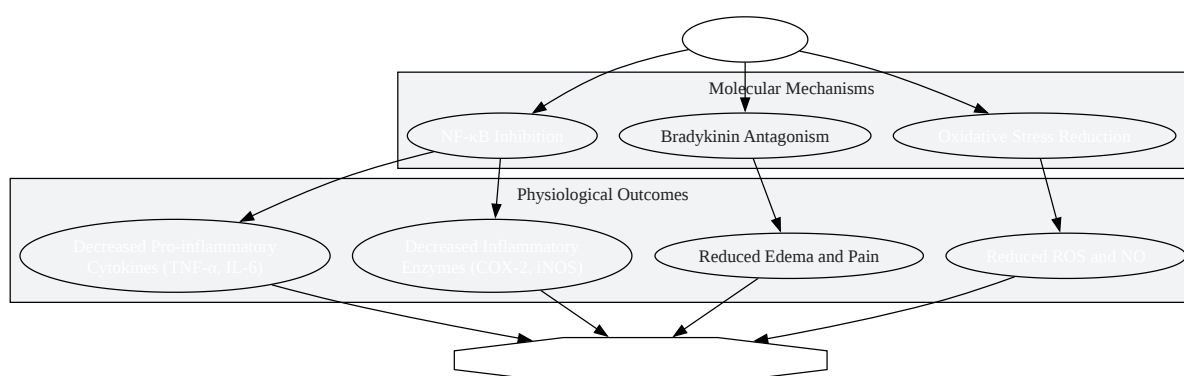 Molecular Mechanisms
NF-κB Inhibition
Bradykinin Antagonism
Oxidative Stress Reduction
Physiological Outcomes
Decreased Pro-inflammatory
Cytokines (TNF-α, IL-6)
Decreased Inflammatory
Enzymes (COX-2, iNOS)
Reduced Edema and Pain
Reduced ROS and NO